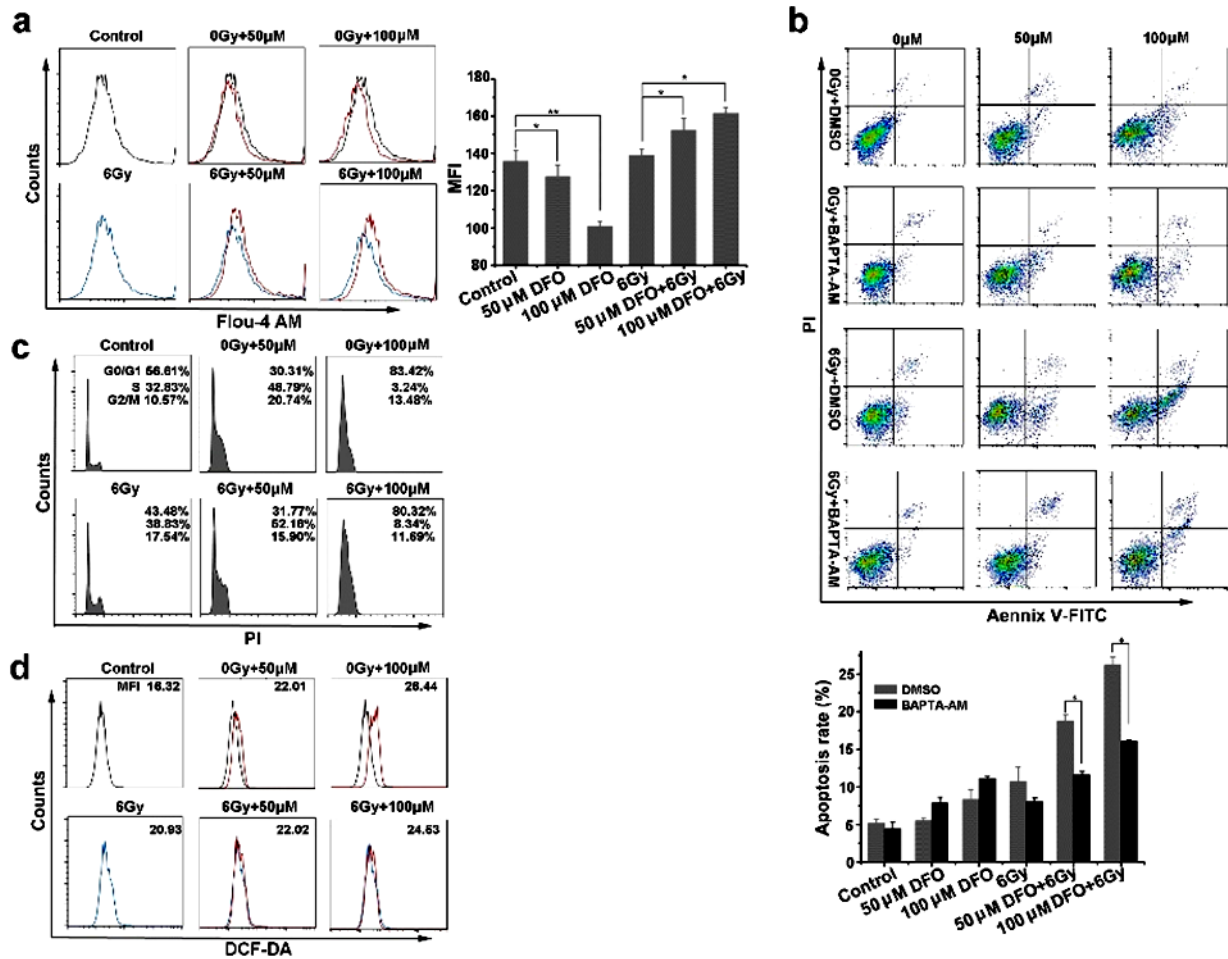 a
Control
0Gy+50μM
0Gy+100μM
6Gy
6Gy+50μM
6Gy+100μM
Counts
Flou-4 AM
180
160
140
120
100
80
MFI
**
*
*
*
Control
50 μM DFO
100 μM DFO
6Gy
50 μM DFO+6Gy
100 μM DFO+6Gy
b
0μM
50μM
100μM
0Gy+DMSO
0Gy+BAPTA-AM
6Gy+DMSO
6Gy+BAPTA-AM
PI
Aennix V-FITC
DMSO
BAPTA-AM
*
*
25
20
15
10
5
0
Apoptosis rate (%)
Control
50 μM DFO
100 μM DFO
6Gy
50 μM DFO+6Gy
100 μM DFO+6Gy
c
Control
0Gy+50μM
0Gy+100μM
G0/G1 56.61%
S 32.83%
G2/M 10.57%
30.31%
48.79%
20.74%
83.42%
3.24%
13.48%
6Gy
6Gy+50μM
6Gy+100μM
43.48%
38.83%
17.54%
31.77%
52.18%
15.90%
80.32%
8.34%
11.69%
Counts
PI
d
Control
0Gy+50μM
0Gy+100μM
MFI 16.32
22.01
26.44
6Gy
6Gy+50μM
6Gy+100μM
20.93
22.02
24.53
Counts
DCF-DA